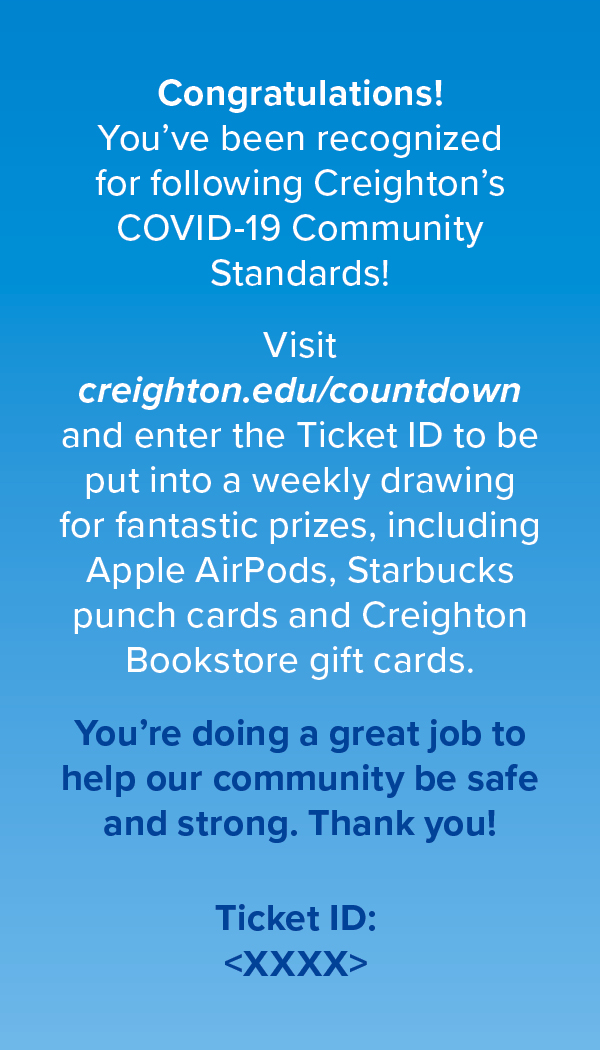 Congratulations!
You’ve been recognized
for following Creighton’s
COVID-19 Community
Standards!
Visit
creighton.edu/countdown
and enter the Ticket ID to be
put into a weekly drawing
for fantastic prizes, including
Apple AirPods, Starbucks
punch cards and Creighton
Bookstore gift cards.
You’re doing a great job to
help our community be safe
and strong. Thank you!
Ticket ID:
<XXXX>